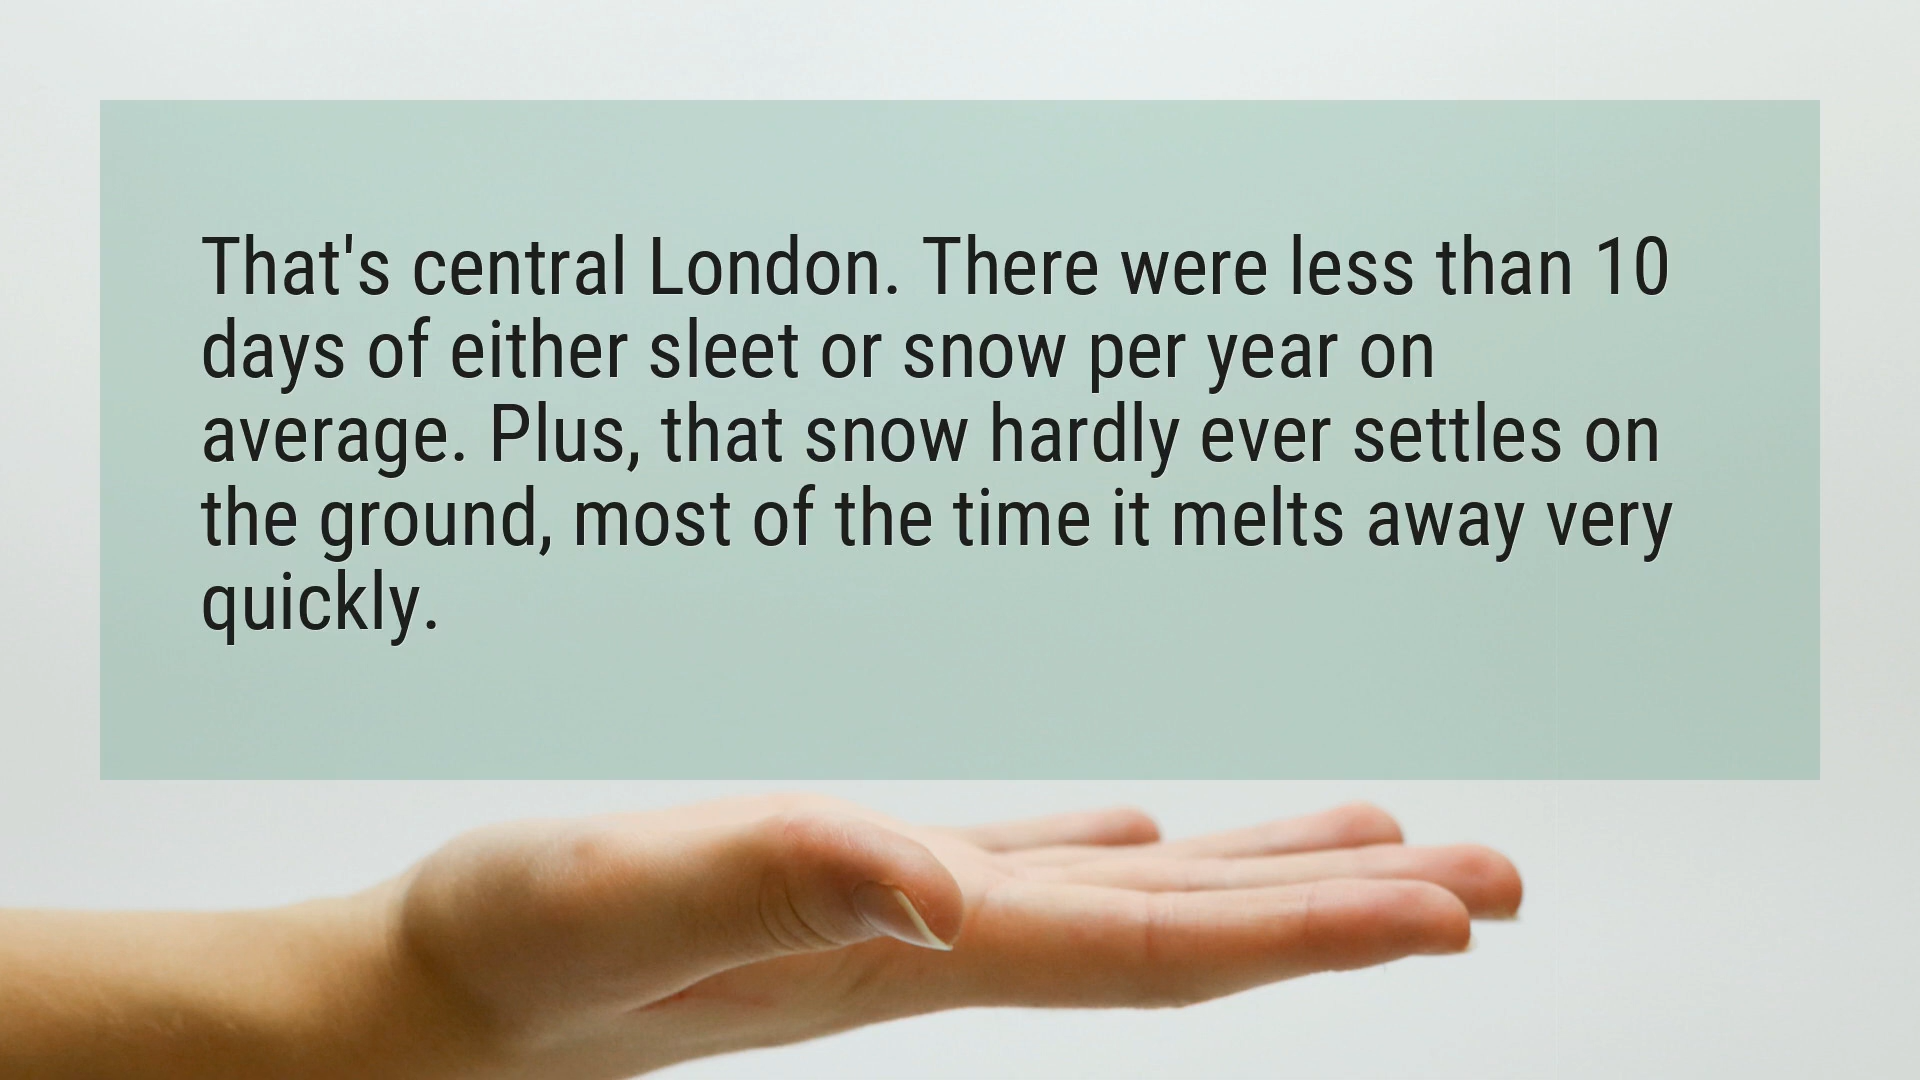 That's central London. There were less than 10
days of either sleet or snow per year on
average. Plus, that snow hardly ever settles on
the ground, most of the time it melts away very
quickly.